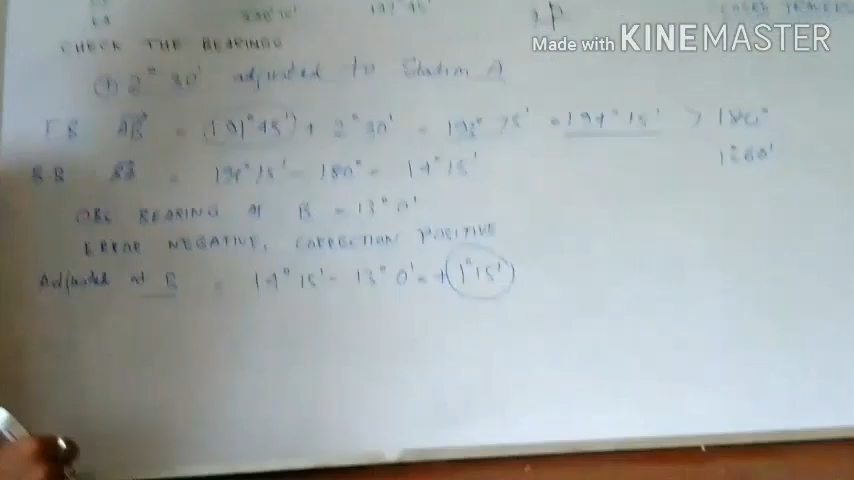 Made with KINEMASTER
CHECK THE BEARINGS
① 2° 30' adjusted to Station A
FB AB = (191° 45') + 2° 30' = 193° 75' = 194° 15' > 180°
1° 60'
BB BA = 194° 15' - 180° = 14° 15'
OBS BEARING AT B = 13° 0'
ERROR NEGATIVE, CORRECTION POSITIVE
Adjusted at B = 14° 15' - 13° 0' = + 1° 15'